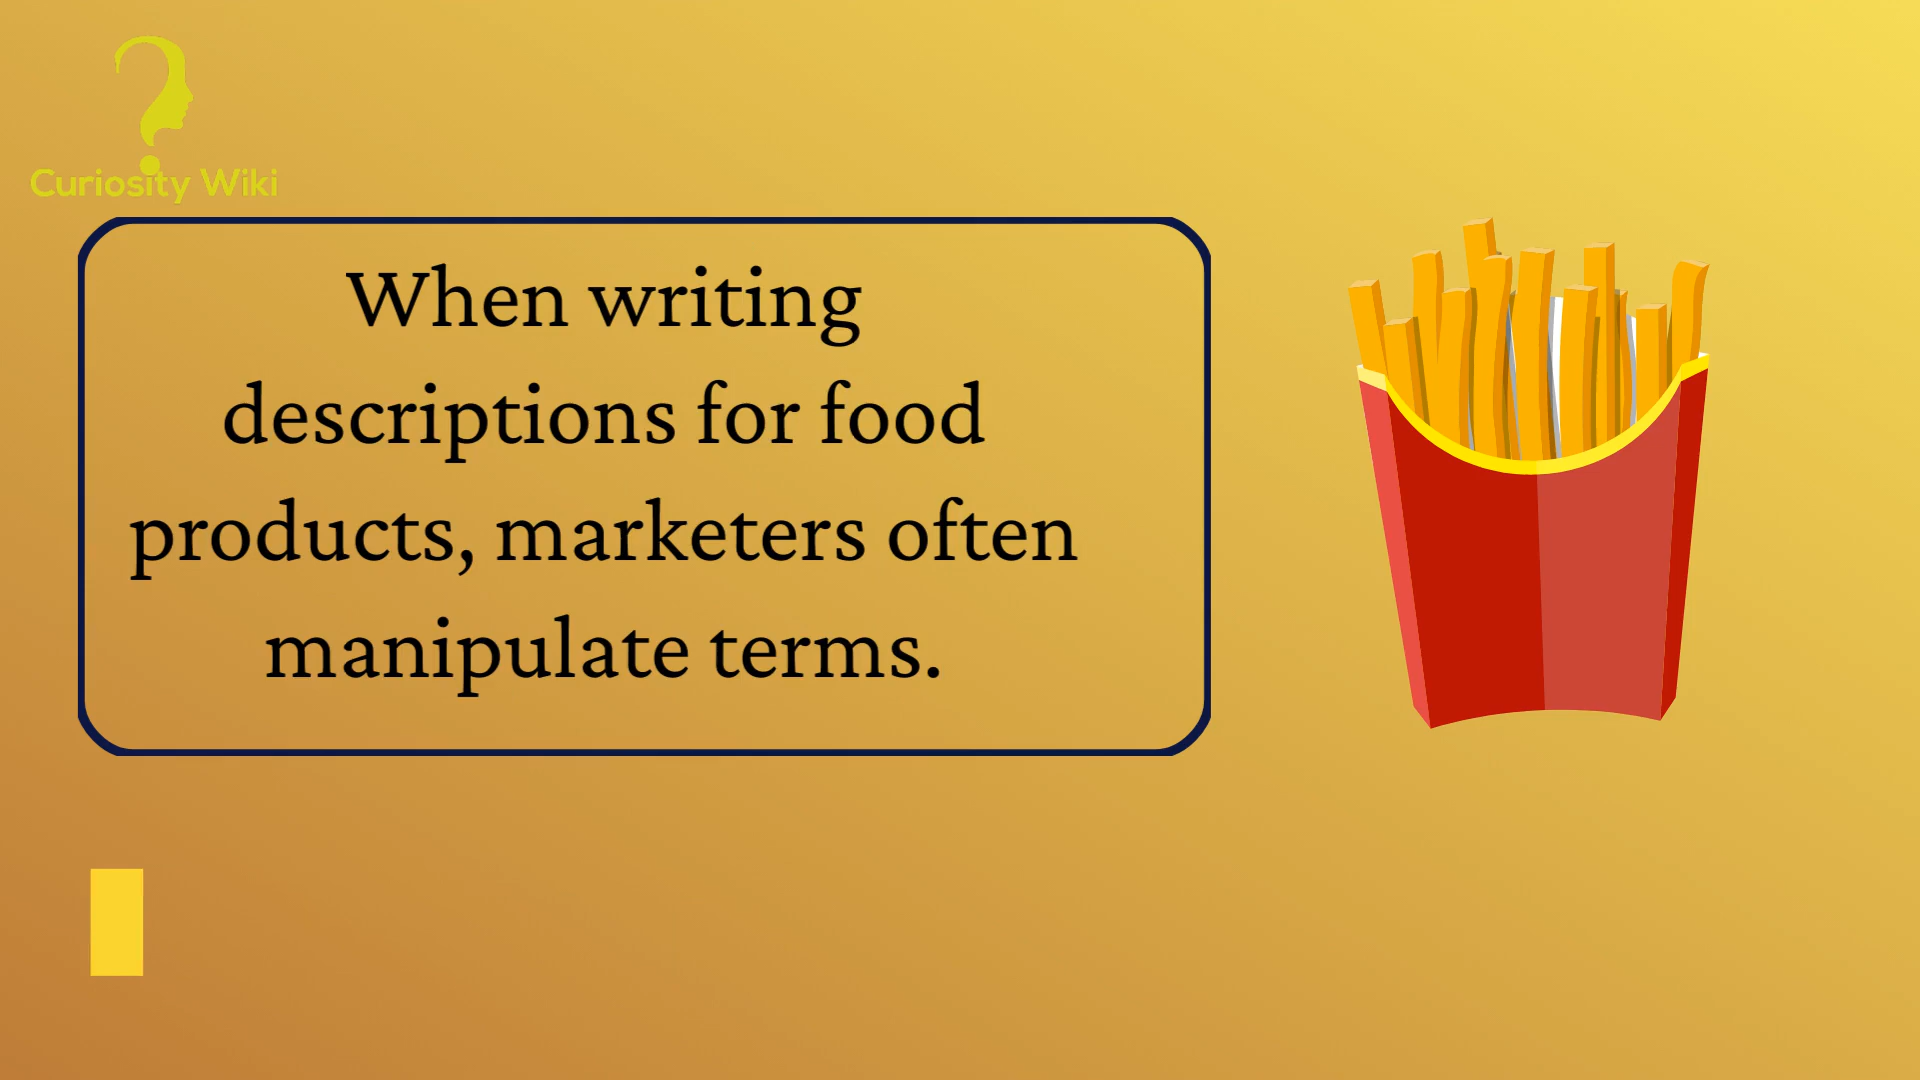 Curiosity Wiki
When writing
descriptions for food
products, marketers often
manipulate terms.